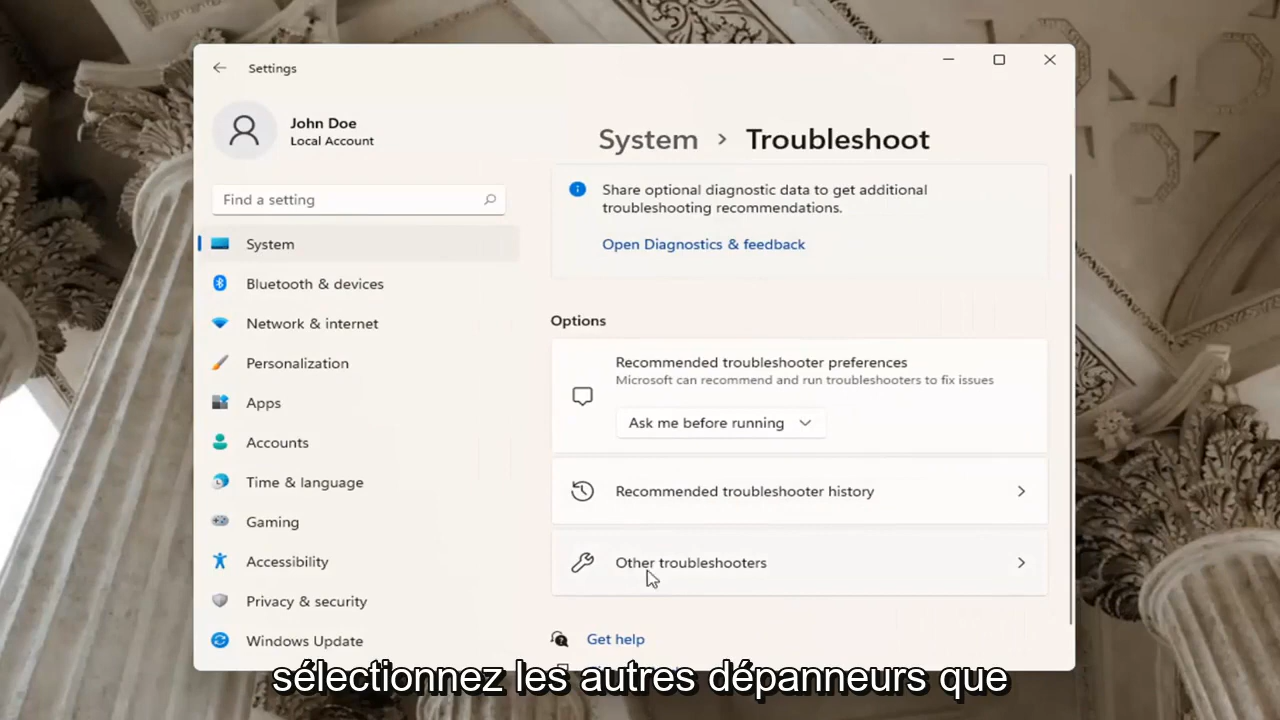 Settings
John Doe
Local Account
Find a setting
System
Bluetooth & devices
Network & internet
Personalization
Apps
Accounts
Time & language
Gaming
Accessibility
Privacy & security
Windows Update
System > Troubleshoot
Share optional diagnostic data to get additional
troubleshooting recommendations.
Open Diagnostics & feedback
Options
Recommended troubleshooter preferences
Microsoft can recommend and run troubleshooters to fix issues
Ask me before running
Recommended troubleshooter history
Other troubleshooters
Get help
sélectionnez les autres dépanneurs que